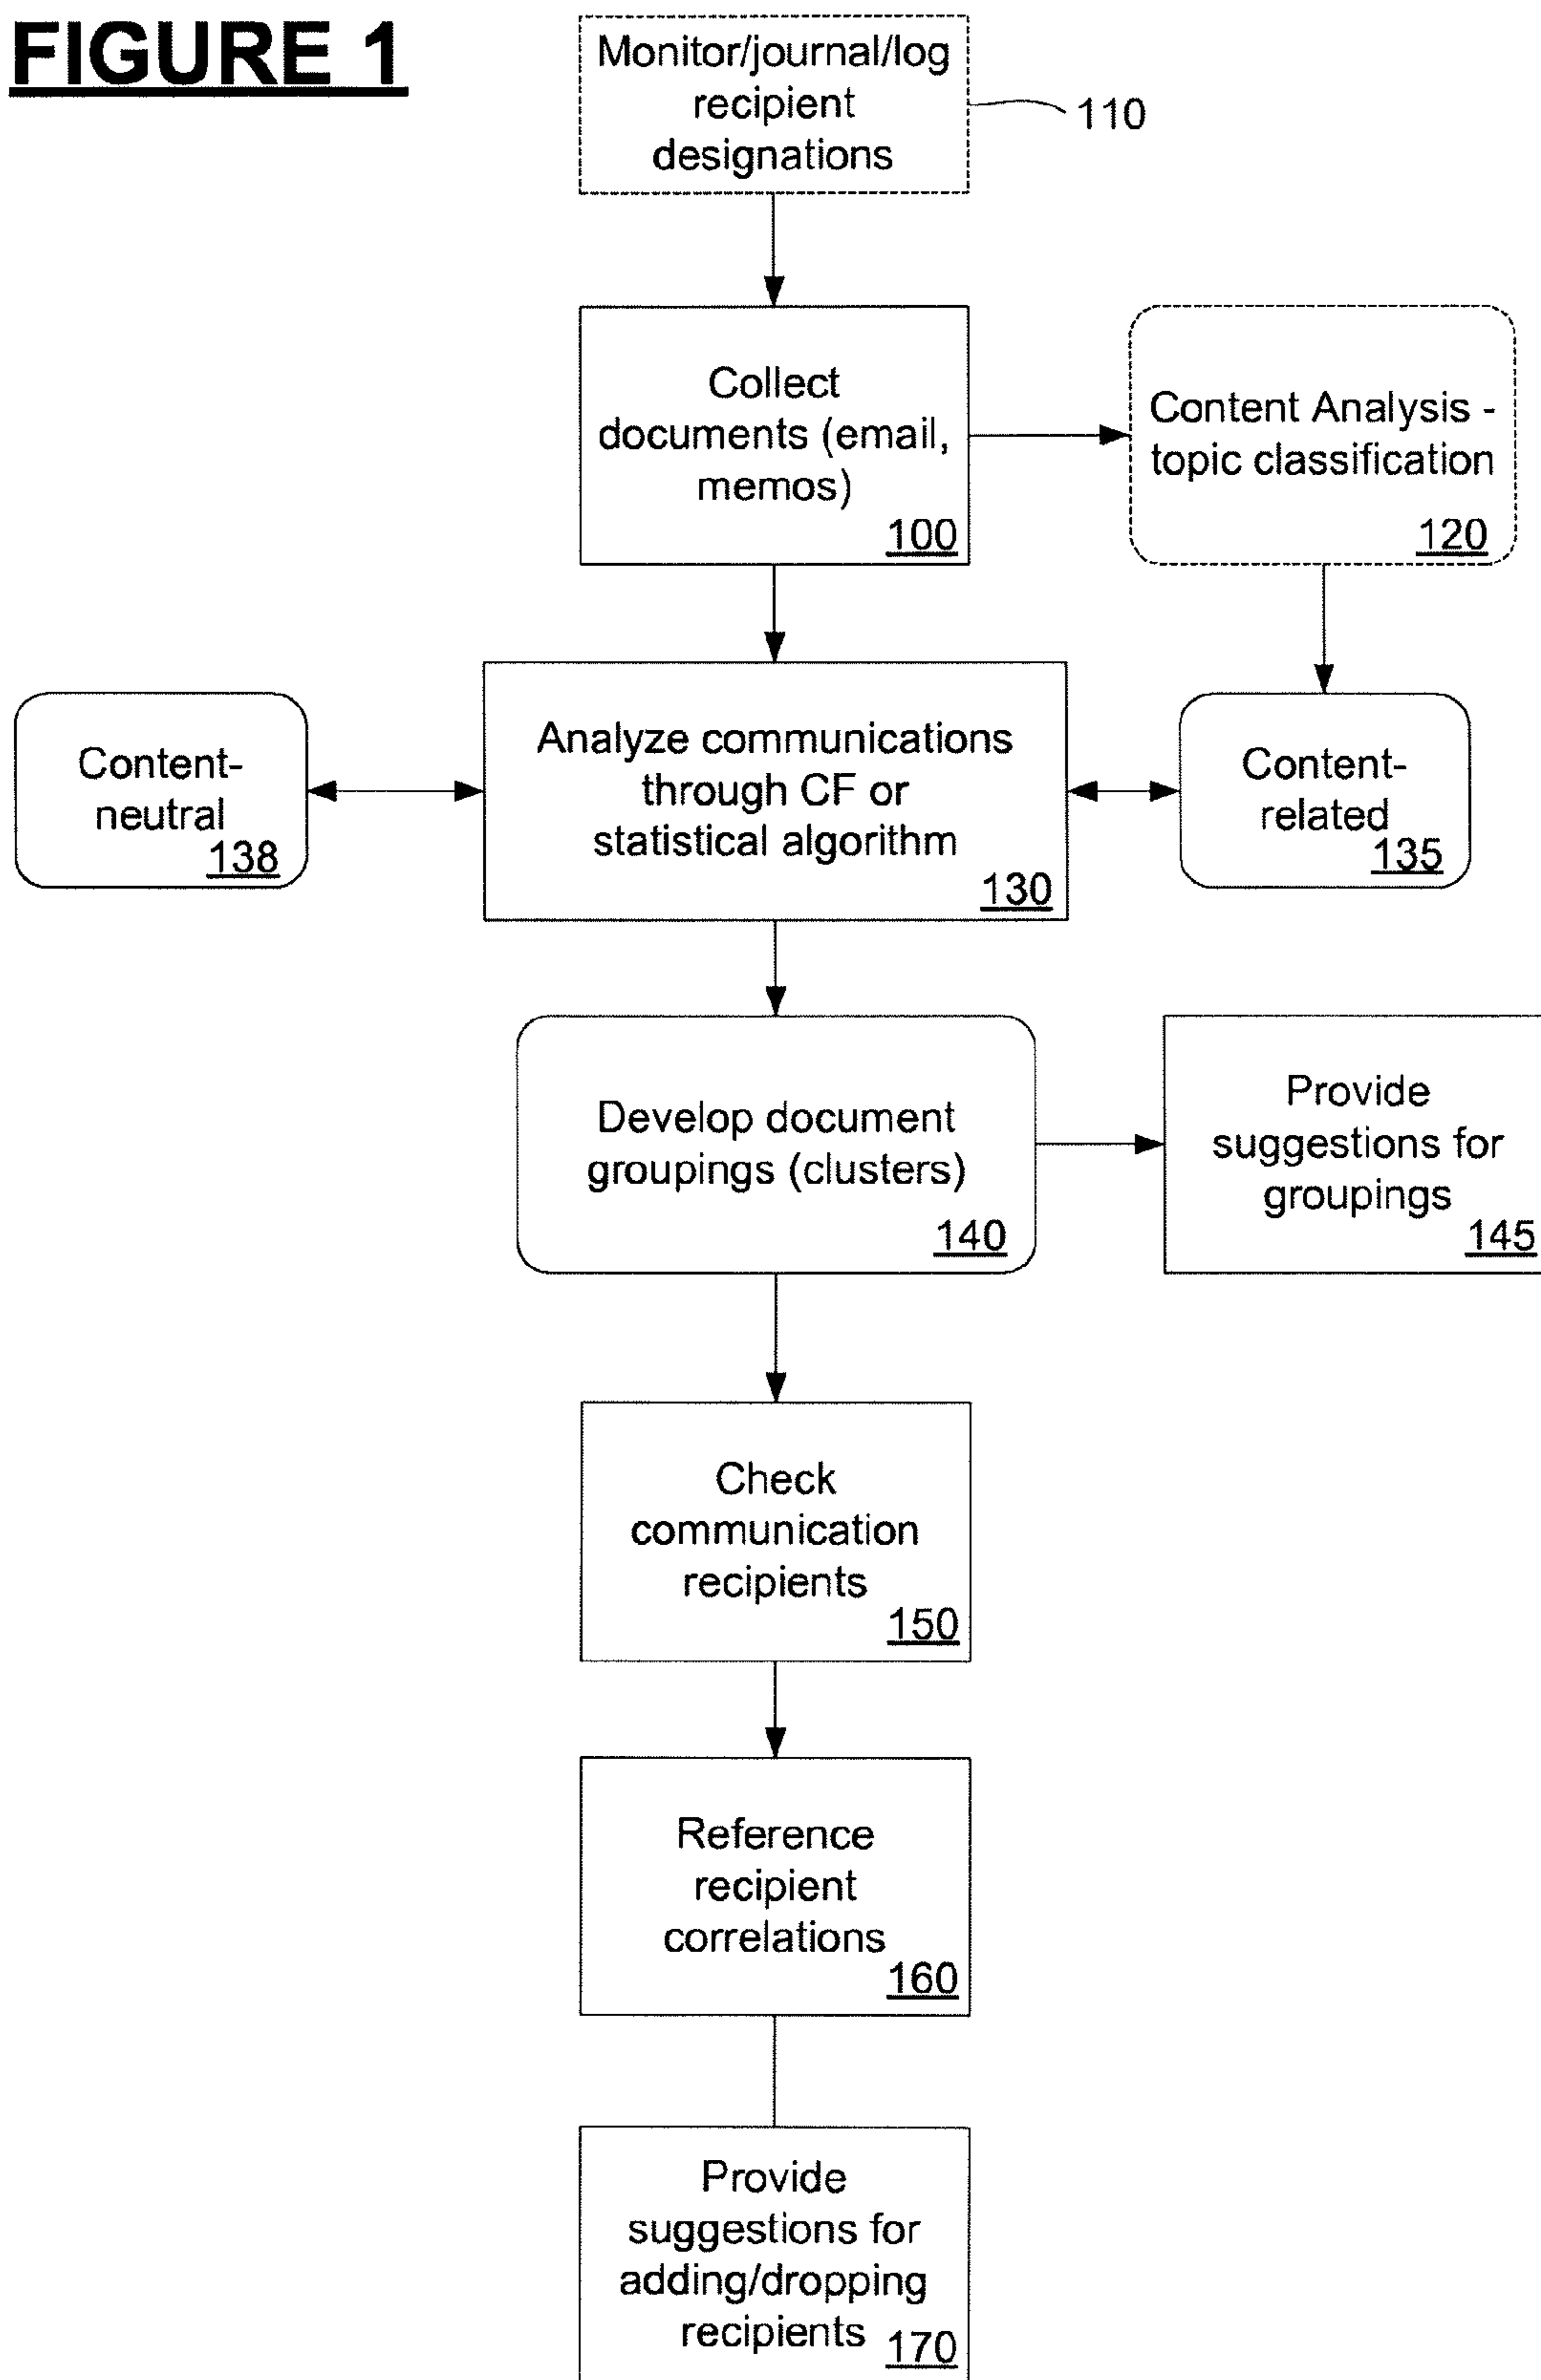 FIGURE 1
Monitor/journal/log
recipient
designations
110
Collect
documents (email,
memos)
100
Content Analysis -
topic classification
120
Content-
neutral
138
Analyze communications
through CF or
statistical algorithm
130
Content-
related
135
Develop document
groupings (clusters)
140
Provide
suggestions for
groupings
145
Check
communication
recipients
150
Reference
recipient
correlations
160
Provide
suggestions for
adding/dropping
recipients
170